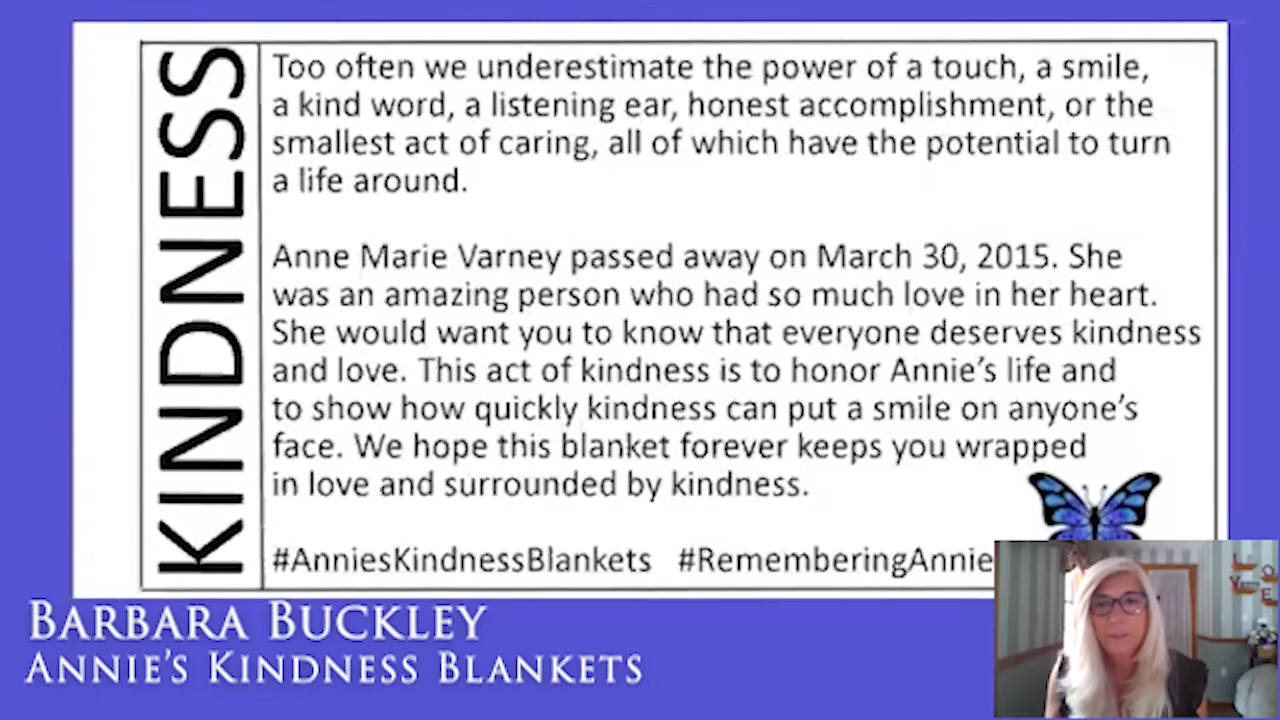 KINDNESS
Too often we underestimate the power of a touch, a smile,
a kind word, a listening ear, honest accomplishment, or the
smallest act of caring, all of which have the potential to turn
a life around.
Anne Marie Varney passed away on March 30, 2015. She
was an amazing person who had so much love in her heart.
She would want you to know that everyone deserves kindness
and love. This act of kindness is to honor Annie's life and
to show how quickly kindness can put a smile on anyone's
face. We hope this blanket forever keeps you wrapped
in love and surrounded by kindness.
#AnniesKindnessBlankets #RememberingAnnie
BARBARA BUCKLEY
ANNIE'S KINDNESS BLANKETS